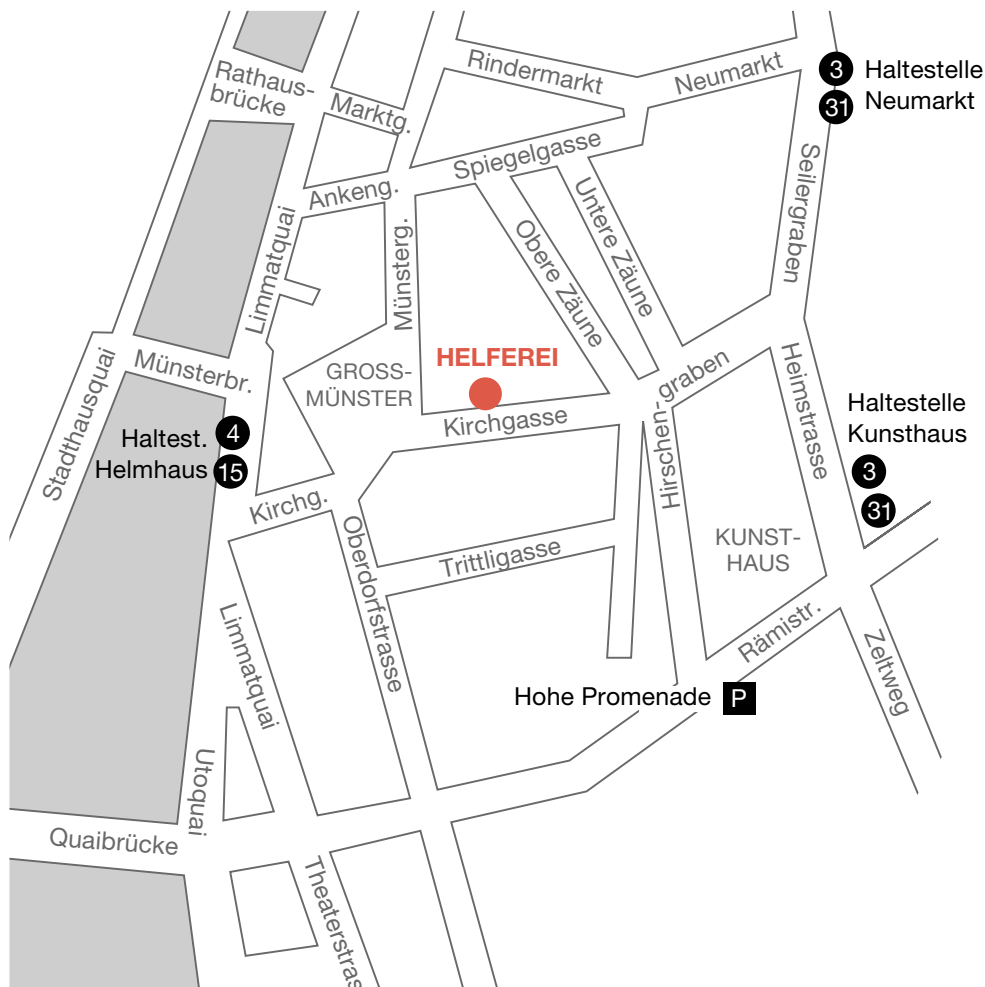 Rathaus-
brücke
Marktg.
Rindermarkt
Neumarkt
3
Haltestelle
31
Neumarkt
Spiegelgasse
Ankeng.
Seilergraben
Untere Zäune
Obere Zäune
Münsterg.
Limmatquai
Münsterbr.
Stadthausquai
GROSS-
MÜNSTER
HELFEREI
Kirchgasse
Hirschen-graben
Heimstrasse
Haltestelle
Kunsthaus
3
31
Haltest.
4
Helmhaus
15
Kirchg.
Oberdorfstrasse
Trittligasse
KUNST-
HAUS
Rämistr.
Zeltweg
Hohe Promenade
P
Limmatquai
Utoquai
Quaibrücke
Theaterstras